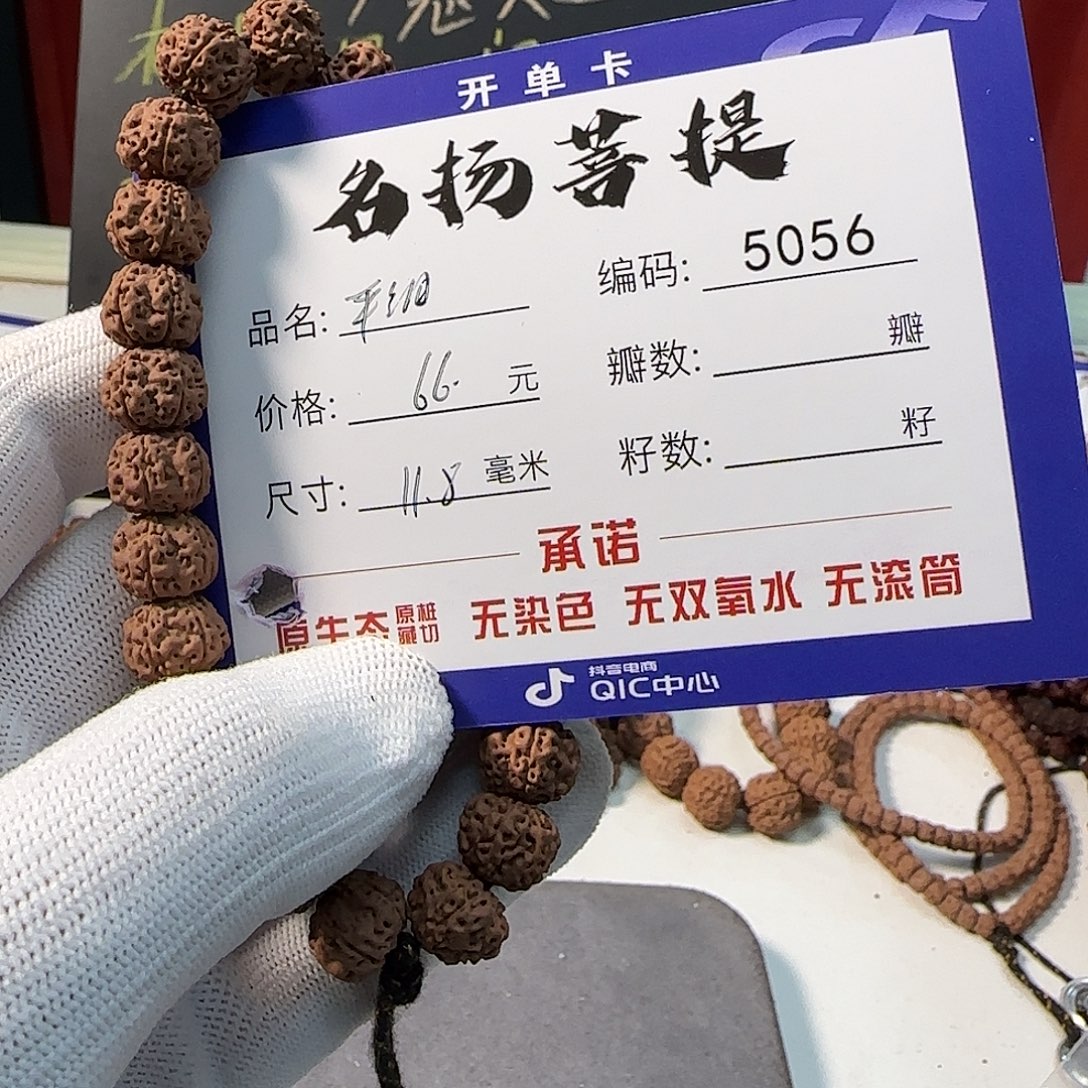 开单卡
名扬菩提
品名:
编码: 5056
价格: 66. 元
瓣数: 瓣
尺寸: 11.8 毫米
籽数: 籽
承诺
原生态 原桩藏切 无染色 无双氧水 无滚筒
抖音电商
QIC中心